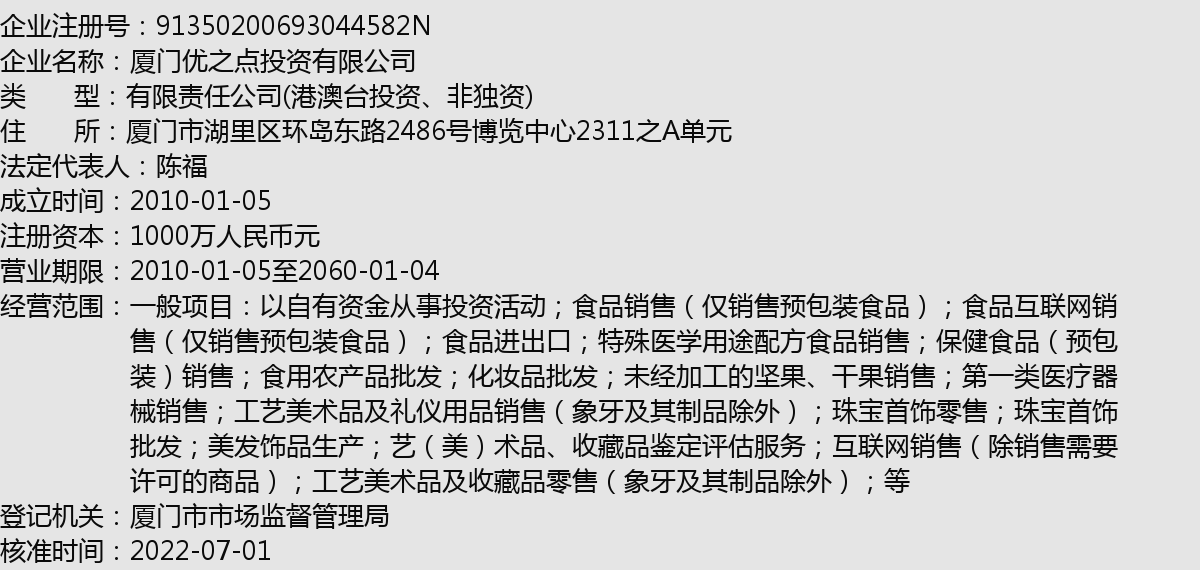 企业注册号：91350200693044582N
企业名称：厦门优之点投资有限公司
类　　型：有限责任公司(港澳台投资、非独资)
住　　所：厦门市湖里区环岛东路2486号博览中心2311之A单元
法定代表人：陈福
成立时间：2010-01-05
注册资本：1000万人民币元
营业期限：2010-01-05至2060-01-04
经营范围：一般项目：以自有资金从事投资活动；食品销售（仅销售预包装食品）；食品互联网销
售（仅销售预包装食品）；食品进出口；特殊医学用途配方食品销售；保健食品（预包
装）销售；食用农产品批发；化妆品批发；未经加工的坚果、干果销售；第一类医疗器
械销售；工艺美术品及礼仪用品销售（象牙及其制品除外）；珠宝首饰零售；珠宝首饰
批发；美发饰品生产；艺（美）术品、收藏品鉴定评估服务；互联网销售（除销售需要
许可的商品）；工艺美术品及收藏品零售（象牙及其制品除外）；等
登记机关：厦门市市场监督管理局
核准时间：2022-07-01